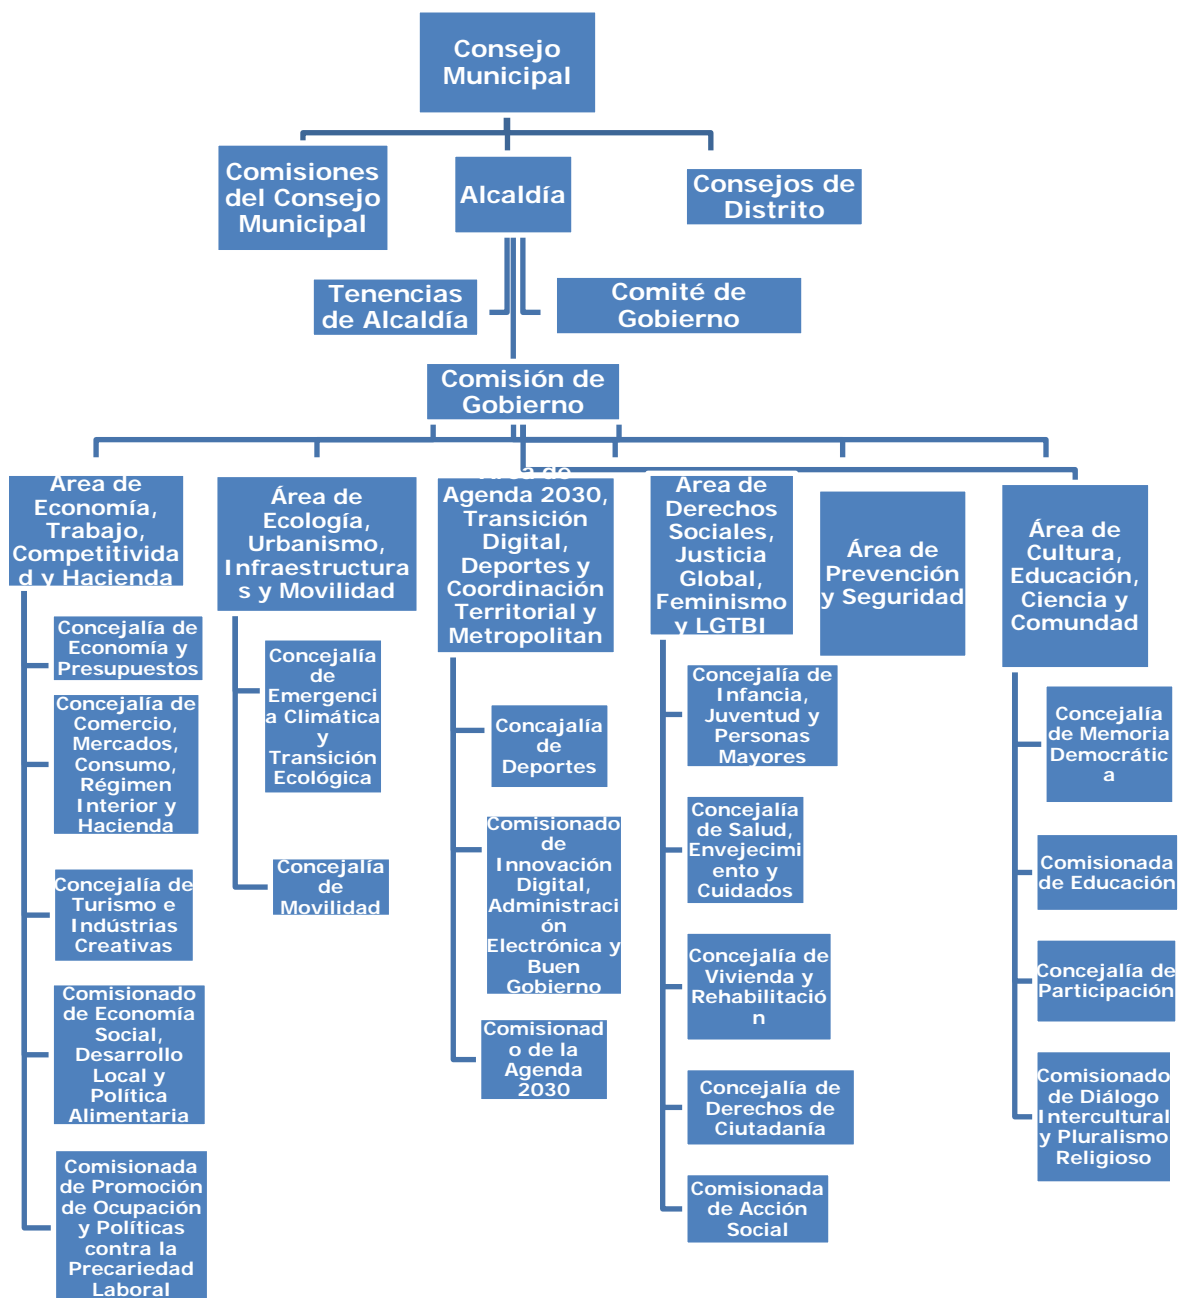 Consejo
Municipal
Comisiones
del Consejo
Municipal
Alcaldía
Consejos de
Distrito
Tenencias
de Alcaldía
Comité de
Gobierno
Comisión de
Gobierno
Área de
Economía,
Trabajo,
Competitivida
d y Hacienda
Concejalía de
Economía y
Presupuestos
Concejalía de
Comercio,
Mercados,
Consumo,
Régimen
Interior y
Hacienda
Concejalía de
Turismo e
Indústrias
Creativas
Comisionado
de Economía
Social,
Desarrollo
Local y
Política
Alimentaria
Comisionada
de Promoción
de Ocupación
y Políticas
contra la
Precariedad
Laboral
Área de
Ecología,
Urbanismo,
Infraestructura
s y Movilidad
Concejalía
de
Emergenci
a Climática
y
Transición
Ecológica
Concejalía
de
Movilidad
Área de
Agenda 2030,
Transición
Digital,
Deportes y
Coordinación
Territorial y
Metropolitan
Concajalía
de
Deportes
Comisionado
de
Innovación
Digital,
Administraci
ón
Electrónica y
Buen
Gobierno
Comisionad
o de la
Agenda
2030
Área de
Derechos
Sociales,
Justicia
Global,
Feminismo
y LGTBI
Concejalía de
Infancia,
Juventud y
Personas
Mayores
Concejalía
de Salud,
Envejecimi
ento y
Cuidados
Concejalía de
Vivienda y
Rehabilitació
n
Concejalía de
Derechos de
Ciutadanía
Comisionada
de Acción
Social
Área de
Prevención
y Seguridad
Área de
Cultura,
Educación,
Ciencia y
Comundad
Concejalía
de Memoria
Democrátic
a
Comisionada
de Educación
Concejalía de
Participación
Comisionado
de Diálogo
Intercultural
y Pluralismo
Religioso